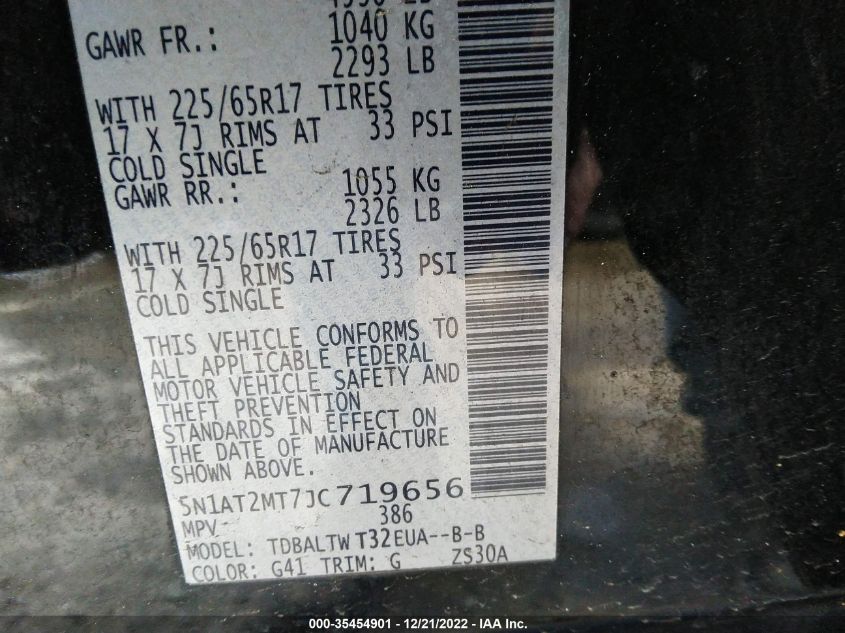 GAWR FR.: 1040 KG
2293 LB
WITH 225/65R17 TIRES
17 X 7J RIMS AT 33 PSI
COLD SINGLE
GAWR RR.: 1055 KG
2326 LB
WITH 225/65R17 TIRES
17 X 7J RIMS AT 33 PSI
COLD SINGLE
THIS VEHICLE CONFORMS TO
ALL APPLICABLE FEDERAL
MOTOR VEHICLE SAFETY AND
THEFT PREVENTION
STANDARDS IN EFFECT ON
THE DATE OF MANUFACTURE
SHOWN ABOVE.
5N1AT2MT7JC719656
MPV 386
MODEL: TDBALTW T32EUA--B-B
COLOR: G41 TRIM: G ZS30A
000-35454901 - 12/21/2022 - IAA Inc.